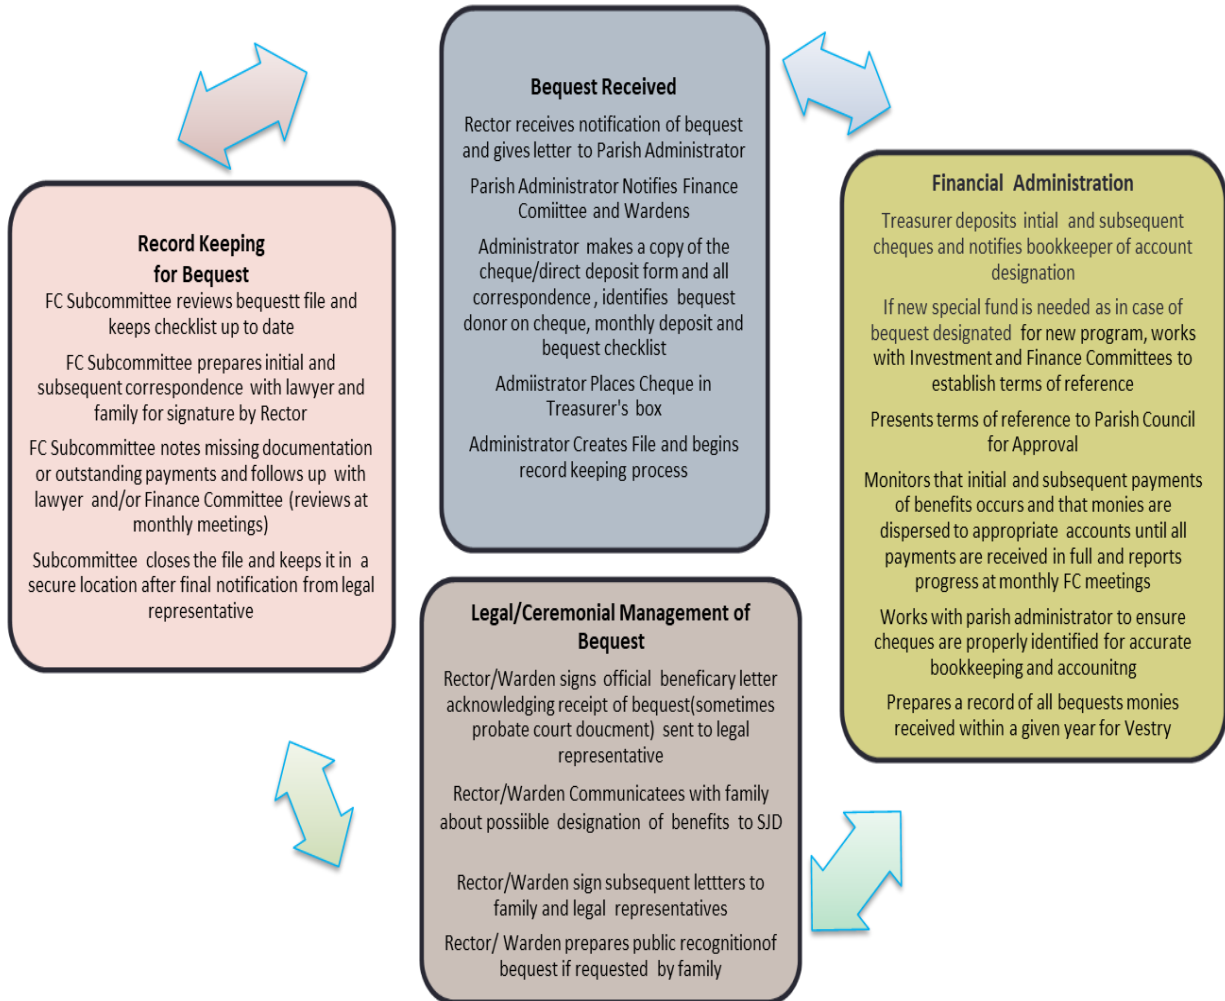 Bequest Received
Rector receives notification of bequest
and gives letter to Parish Administrator
Parish Administrator Notifies Finance
Comiittee and Wardens
Administrator makes a copy of the
cheque/direct deposit form and all
correspondence , identifies bequest
donor on cheque, monthly deposit and
bequest checklist
Admiistrator Places Cheque in
Treasurer's box
Administrator Creates File and begins
record keeping process
Financial Administration
Treasurer deposits intial and subsequent
cheques and notifies bookkeeper of account
designation
If new special fund is needed as in case of
bequest designated for new program, works
with Investment and Finance Committees to
establish terms of reference
Presents terms of reference to Parish Council
for Approval
Monitors that initial and subsequent payments
of benefits occurs and that monies are
dispersed to appropriate accounts until all
payments are received in full and reports
progress at monthly FC meetings
Works with parish administrator to ensure
cheques are properly identified for accurate
bookkeeping and accounitng
Prepares a record of all bequests monies
received within a given year for Vestry
Legal/Ceremonial Management of
Bequest
Rector/Warden signs official beneficary letter
acknowledging receipt of bequest(sometimes
probate court doucment) sent to legal
representative
Rector/Warden Communicatees with family
about possiible designation of benefits to SJD
Rector/Warden sign subsequent lettters to
family and legal representatives
Rector/ Warden prepares public recognitionof
bequest if requested by family
Record Keeping
for Bequest
FC Subcommittee reviews bequestt file and
keeps checklist up to date
FC Subcommittee prepares initial and
subsequent correspondence with lawyer and
family for signature by Rector
FC Subcommittee notes missing documentation
or outstanding payments and follows up with
lawyer and/or Finance Committee (reviews at
monthly meetings)
Subcommittee closes the file and keeps it in a
secure location after final notification from legal
representative